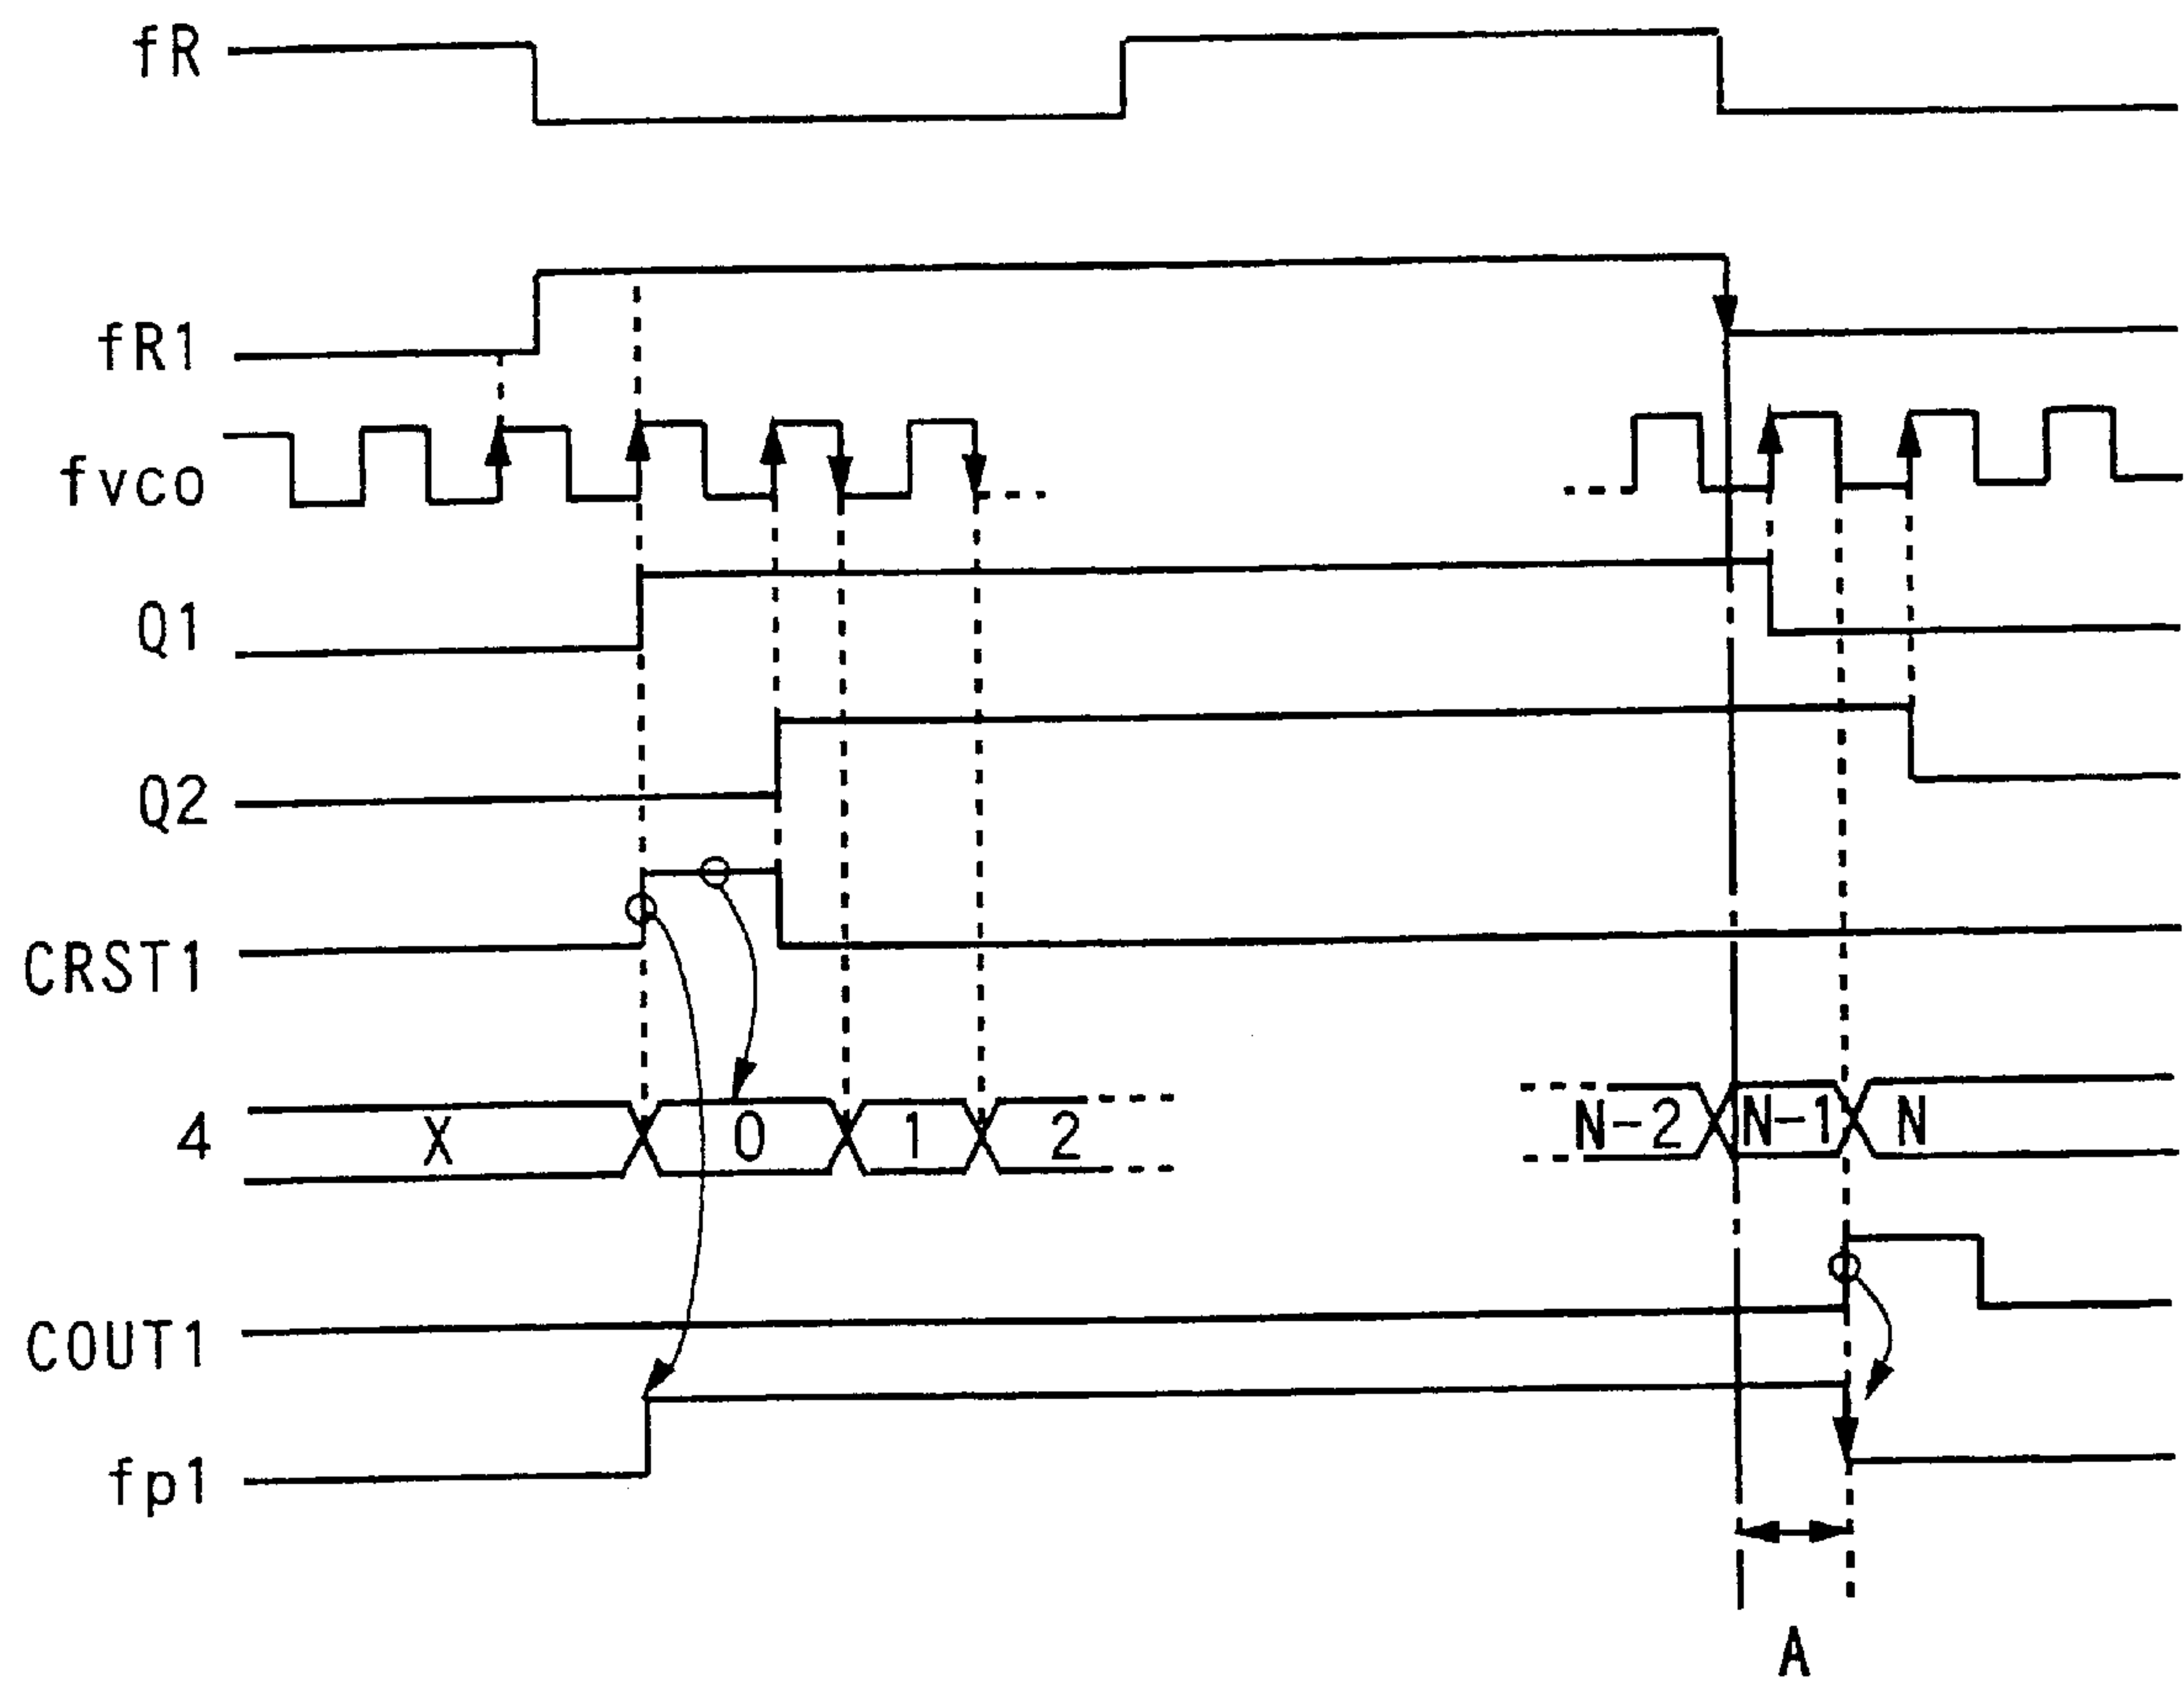 fR
fR1
fvco
Q1
Q2
CRST1
4 X 0 1 2 N-2 N-1 N
COUT1
fp1
A